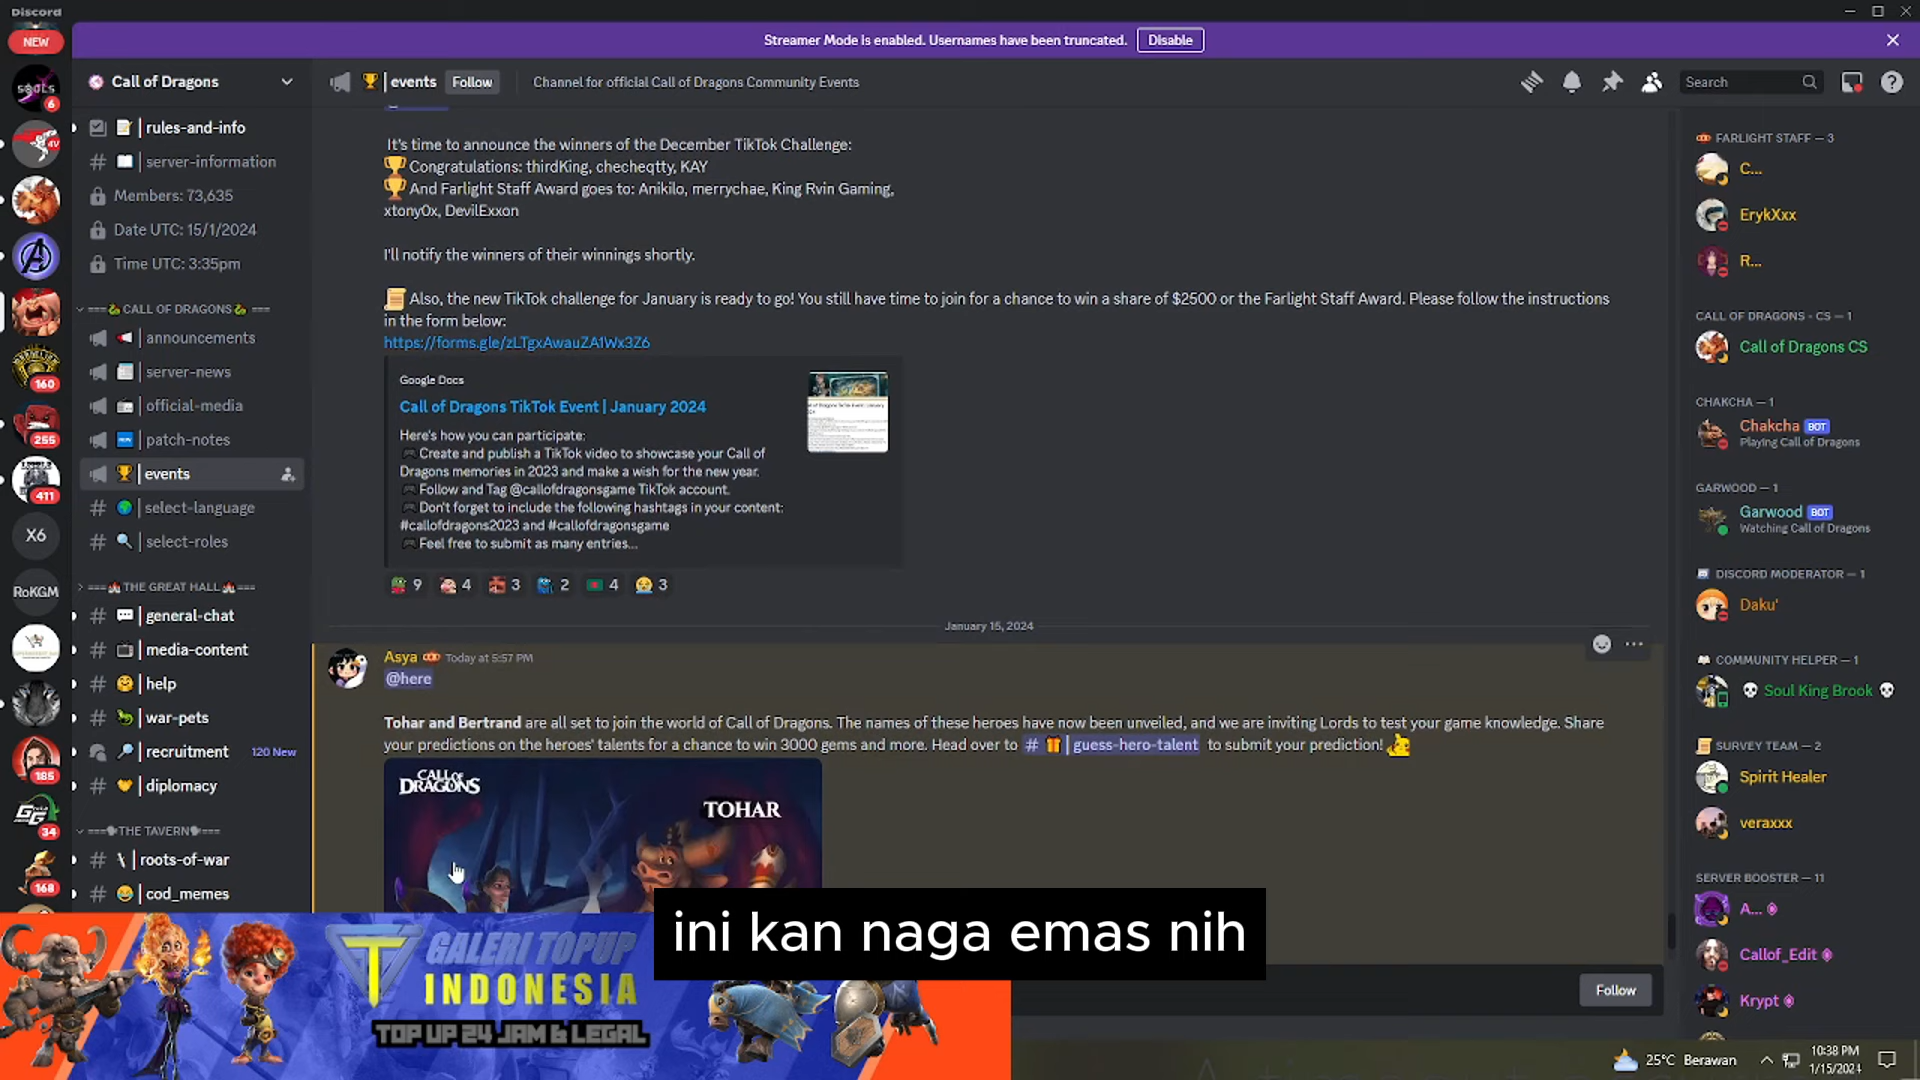 Discord
NEW
Streamer Mode is enabled. Usernames have been truncated.
Disable
Call of Dragons
events
Follow
Channel for official Call of Dragons Community Events
Search
6
160
255
411
X6
RoKGM
185
34
168
rules-and-info
server-information
Members: 73,635
Date UTC: 15/1/2024
Time UTC: 3:35pm
===🐉CALL OF DRAGONS🐉===
announcements
server-news
official-media
patch-notes
events
select-language
select-roles
===🔥THE GREAT HALL🔥===
general-chat
media-content
help
war-pets
recruitment
120 New
diplomacy
===THE TAVERN===
roots-of-war
cod_memes
It's time to announce the winners of the December TikTok Challenge:
🏆Congratulations: thirdKing, checheqtty, KAY
🏆And Farlight Staff Award goes to: Anikilo, merrychae, King Rvin Gaming,
xtony0x, DevilExxon
I'll notify the winners of their winnings shortly.
📜Also, the new TikTok challenge for January is ready to go! You still have time to join for a chance to win a share of $2500 or the Farlight Staff Award. Please follow the instructions
in the form below:
https://forms.gle/zLTgxAwauZA1Wx3Z6
Google Docs
Call of Dragons TikTok Event | January 2024
Here's how you can participate:
🎮Create and publish a TikTok video to showcase your Call of
Dragons memories in 2023 and make a wish for the new year.
🎮Follow and Tag @callofdragonsgame TikTok account.
🎮Don't forget to include the following hashtags in your content:
#callofdragons2023 and #callofdragonsgame
🎮Feel free to submit as many entries...
9 4 3 2 4 3
January 15, 2024
Asya Today at 5:57 PM
@here
Tohar and Bertrand are all set to join the world of Call of Dragons. The names of these heroes have now been unveiled, and we are inviting Lords to test your game knowledge. Share
your predictions on the heroes' talents for a chance to win 3000 gems and more. Head over to # 🎁| guess-hero-talent to submit your prediction!
CALL OF DRAGONS
TOHAR
Follow
FARLIGHT STAFF — 3
C...
ErykXxx
R...
CALL OF DRAGONS - CS — 1
Call of Dragons CS
CHAKCHA — 1
Chakcha BOT
Playing Call of Dragons
GARWOOD — 1
Garwood BOT
Watching Call of Dragons
DISCORD MODERATOR — 1
Daku'
COMMUNITY HELPER — 1
💀 Soul King Brook 💀
SURVEY TEAM — 2
Spirit Healer
veraxxx
SERVER BOOSTER — 11
A...
Callof_Edit
Krypt
ini kan naga emas nih
GALERI TOPUP
INDONESIA
TOP UP 24 JAM & LEGAL
25°C Berawan
10:38 PM
1/15/2024